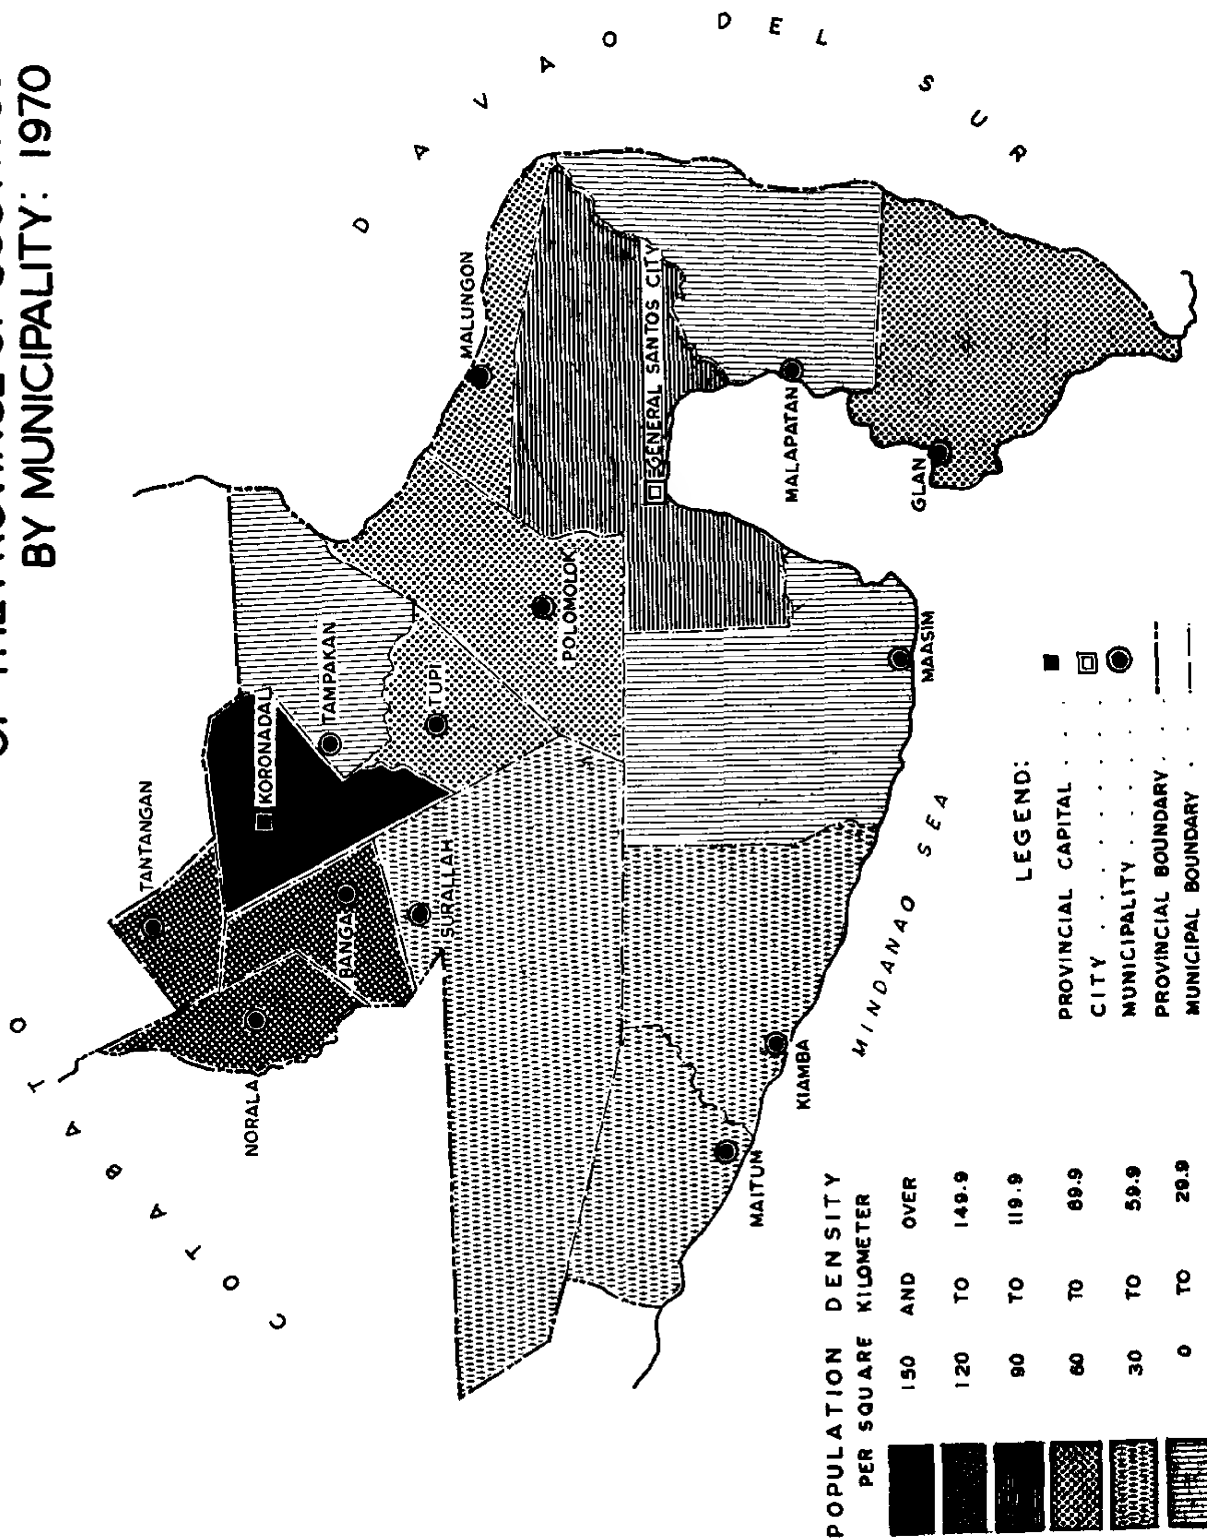 BY MUNICIPALITY: 1970
COTABATO
DAVAO DEL SUR
TANTANGAN
NORALA
KORONADAL
BANGA
TAMPAKAN
SURALLAH
TUPI
MALUNGON
POLOMOLOK
GENERAL SANTOS CITY
MAITUM
KIAMBA
MALAPATAN
MAASIM
GLAN
MINDANAO SEA
POPULATION DENSITY
PER SQUARE KILOMETER
150 AND OVER
120 TO 149.9
90 TO 119.9
60 TO 89.9
30 TO 59.9
0 TO 29.9
LEGEND:
PROVINCIAL CAPITAL . . .
CITY . . . . . . . .
MUNICIPALITY . . . . . .
PROVINCIAL BOUNDARY . . .
MUNICIPAL BOUNDARY . . .